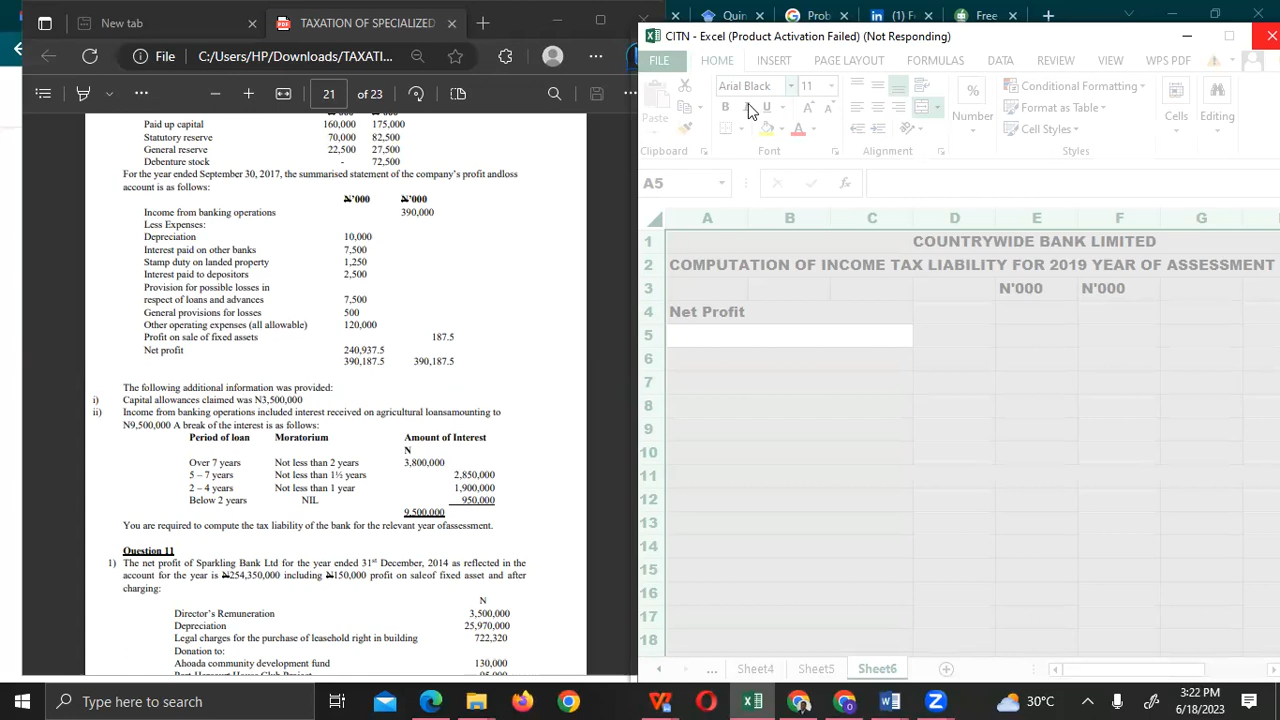 New tab
TAXATION OF SPECIALIZED
File
C:/Users/HP/Downloads/TAXATI...
21
of 22
N'000 N'000
Paid up capital 160,000 175,000
Statutory reserve 70,000 82,500
General reserve 22,500 27,500
Debenture stock - 72,500
For the year ended September 30, 2017, the summarised statement of the company's profit andloss
account is as follows:
N'000 N'000
Income from banking operations 390,000
Less Expenses:
Depreciation 10,000
Interest paid on other banks 7,500
Stamp duty on landed property 1,250
Interest paid to depositors 2,500
Provision for possible losses in
respect of loans and advances 7,500
General provisions for losses 500
Other operating expenses (all allowable) 120,000
Profit on sale of fixed assets 187.5
Net profit 240,937.5
390,187.5 390,187.5
The following additional information was provided:
i) Capital allowances claimed was N3,500,000
ii) Income from banking operations included interest received on agricultural loansamounting to
N9,500,000 A break of the interest is as follows:
Period of loan Moratorium Amount of Interest
N
Over 7 years Not less than 2 years 3,800,000
5 – 7 years Not less than 1½ years 2,850,000
2 – 4 years Not less than 1 year 1,900,000
Below 2 years NIL 950,000
9,500,000
You are required to compute the tax liability of the bank for the relevant year ofassessment.
Question 11
1) The net profit of Sparkling Bank Ltd for the year ended 31st December, 2014 as reflected in the
account for the year is N254,350,000 including N150,000 profit on saleof fixed asset and after
charging:
N
Director's Remuneration 3,500,000
Depreciation 25,970,000
Legal charges for the purchase of leasehold right in building 722,320
Donation to:
Ahoada community development fund 130,000
Port Harcourt House Club Project 95,000
CITN - Excel (Product Activation Failed) (Not Responding)
FILE HOME INSERT PAGE LAYOUT FORMULAS DATA REVIEW VIEW WPS PDF
Paste
Arial Black 11
B U
A
%
Number
Conditional Formatting
Format as Table
Cell Styles
Cells
Editing
Clipboard Font Alignment Styles
A5
fx
A B C D E F G
1 COUNTRYWIDE BANK LIMITED
2 COMPUTATION OF INCOME TAX LIABILITY FOR 2019 YEAR OF ASSESSMENT
3 N'000 N'000
4 Net Profit
5
6
7
8
9
10
11
12
13
14
15
16
17
18
... Sheet4 Sheet5 Sheet6
Type here to search
30°C
3:22 PM
6/18/2023